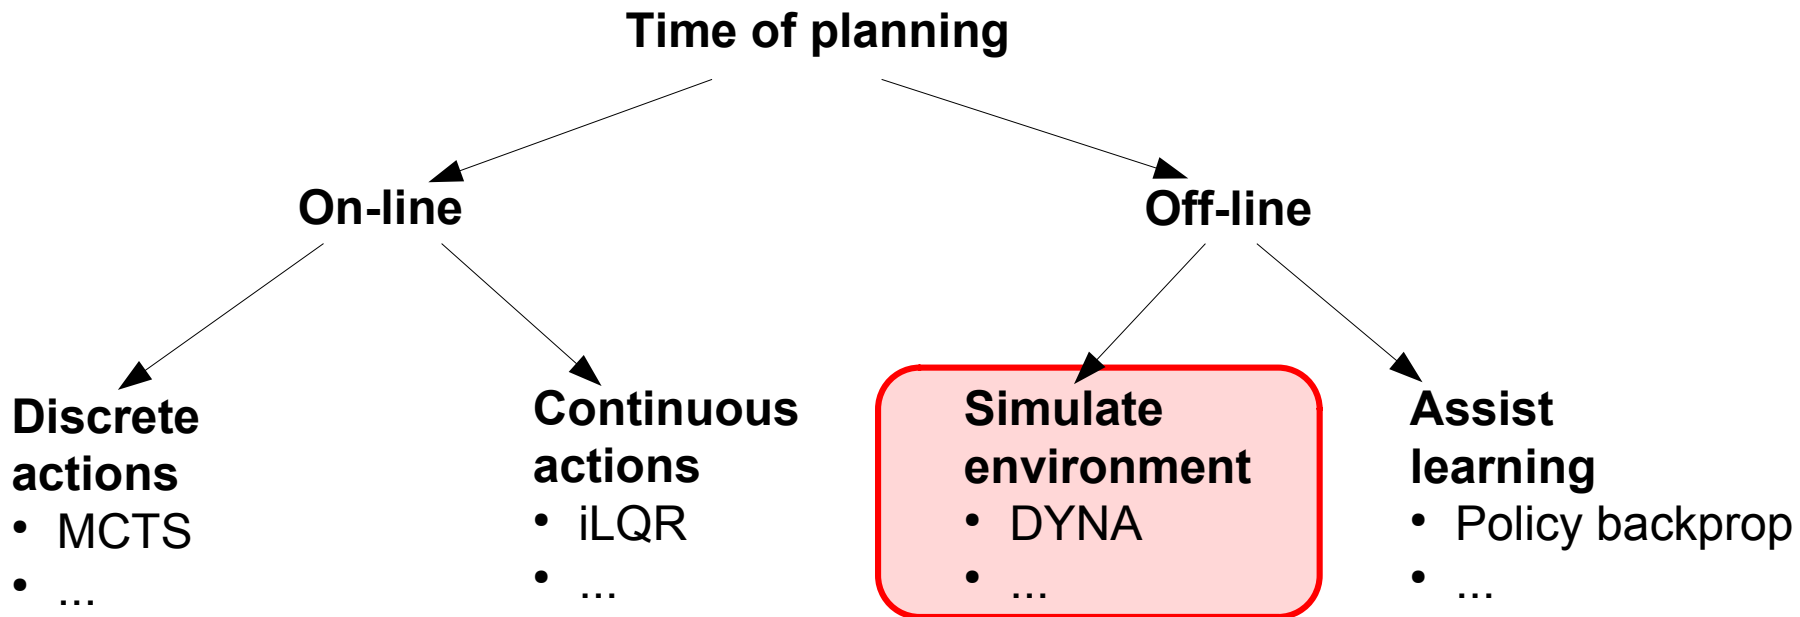 Time of planning
On-line
Off-line
Discrete
actions
• MCTS
• ...
Continuous
actions
• iLQR
• ...
Simulate
environment
• DYNA
• ...
Assist
learning
• Policy backprop
• ...